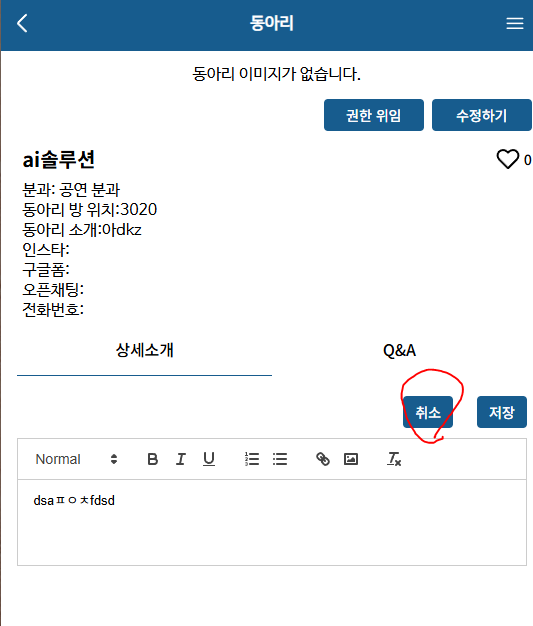 동아리
동아리 이미지가 없습니다.
권한 위임 수정하기
ai솔루션 0
분과: 공연 분과
동아리 방 위치:3020
동아리 소개:아dkz
인스타:
구글폼:
오픈채팅:
전화번호:
상세소개 Q&A
취소 저장
Normal B I U
dsaㅍㅇㅊfdsd